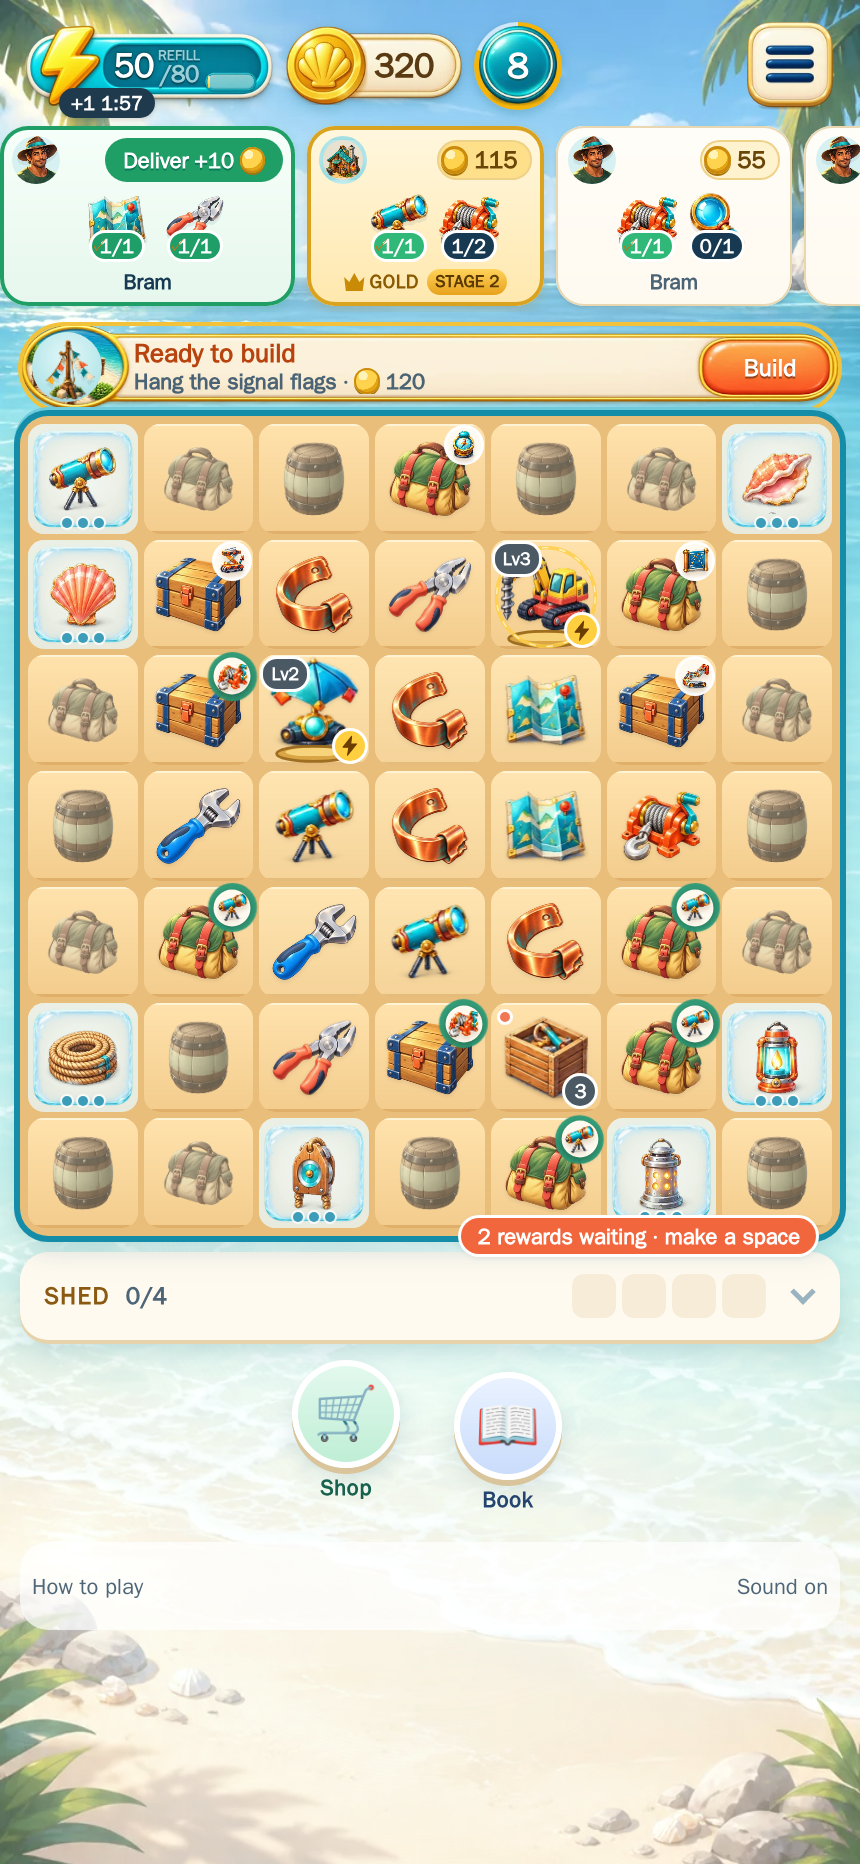 50 REFILL /80
320
8
+1 1:57
Deliver +10
1/1 1/1
Bram
115
1/1 1/2
GOLD STAGE 2
55
1/1 0/1
Bram
Ready to build
Hang the signal flags · 120
Build
Lv3
Lv2
3
2 rewards waiting · make a space
SHED 0/4
Shop
Book
How to play
Sound on